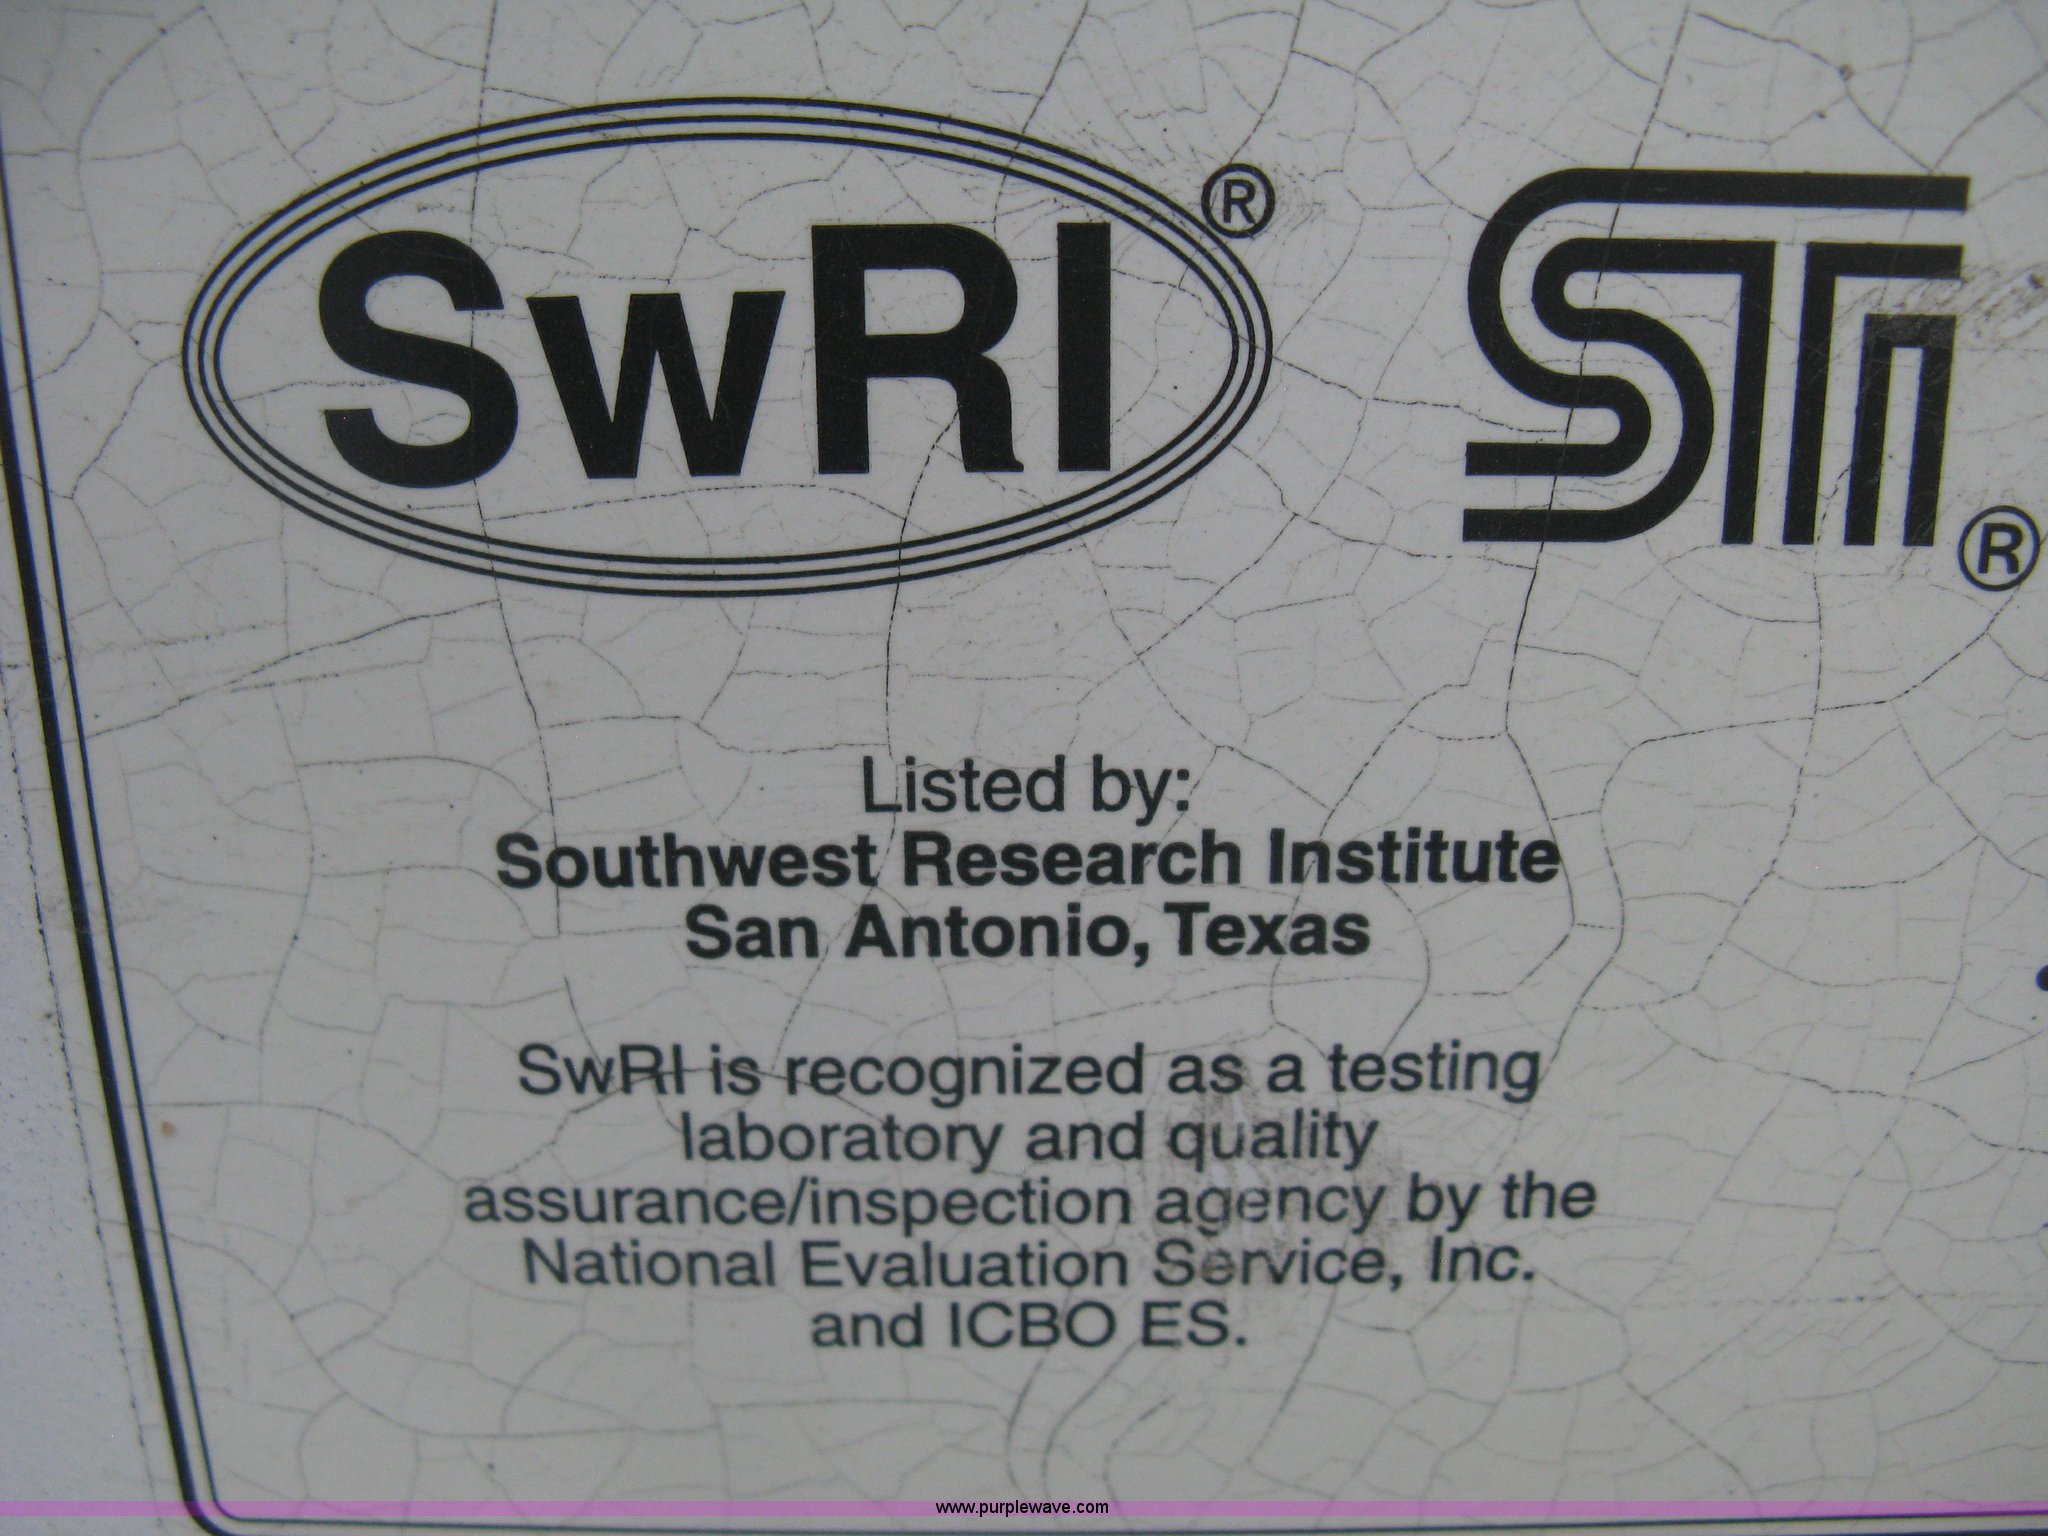 SwRI®
STI®
Listed by:
Southwest Research Institute
San Antonio, Texas
SwRI is recognized as a testing
laboratory and quality
assurance/inspection agency by the
National Evaluation Service, Inc.
and ICBO ES.
www.purplewave.com